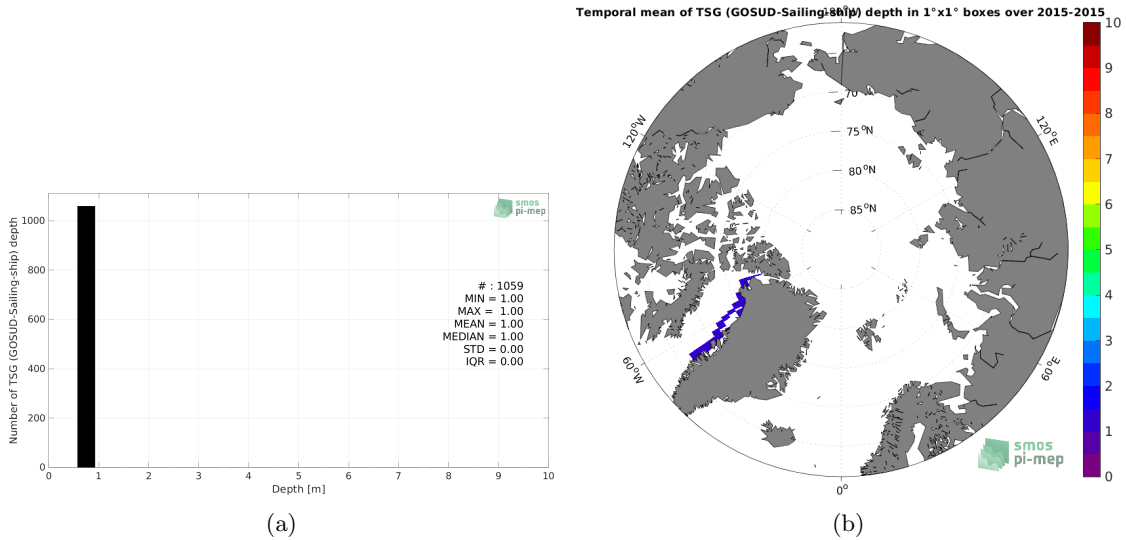 Temporal mean of TSG (GOSUD-Sailing-ship) depth in 1°x1° boxes over 2015-2015
Number of TSG (GOSUD-Sailing-ship) depth
1000
800
600
400
200
0
0 1 2 3 4 5 6 7 8 9 10
Depth [m]
smos
pi-mep
# : 1059
MIN = 1.00
MAX = 1.00
MEAN = 1.00
MEDIAN = 1.00
STD = 0.00
IQR = 0.00
(a)
180°W
120°W
120°E
70
75°N
80°N
85°N
60°W
60°E
0°
smos
pi-mep
10
9
8
7
6
5
4
3
2
1
0
(b)